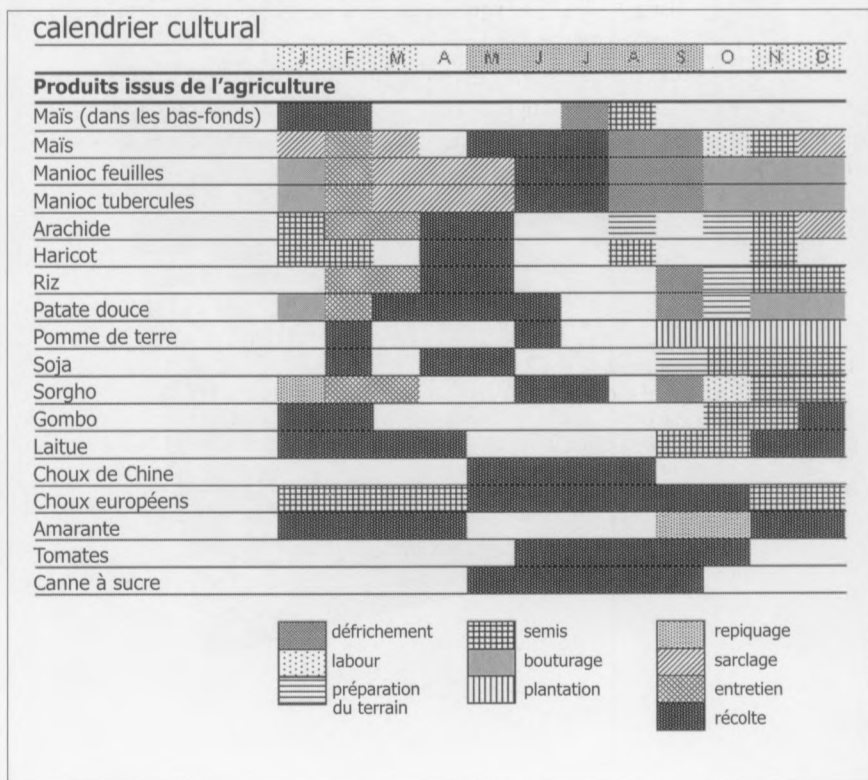 calendrier cultural
J F M A M J J A S O N D
Produits issus de l'agriculture
Maïs (dans les bas-fonds)
Maïs
Manioc feuilles
Manioc tubercules
Arachide
Haricot
Riz
Patate douce
Pomme de terre
Soja
Sorgho
Gombo
Laitue
Choux de Chine
Choux européens
Amarante
Tomates
Canne à sucre
défrichement semis repiquage
labour bouturage sarclage
préparation plantation entretien
du terrain
récolte